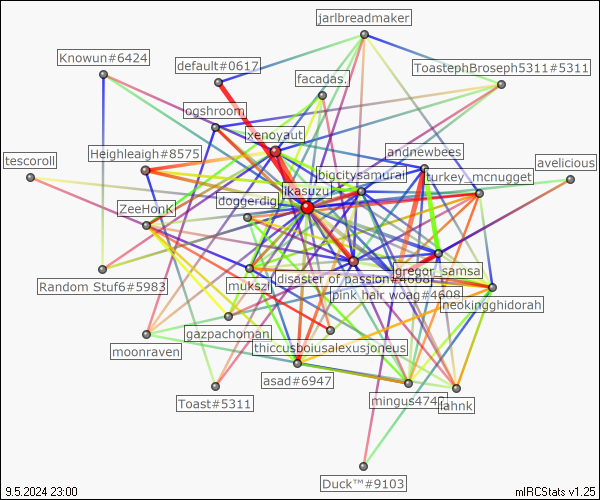 jarlbreadmaker
Knowun#6424
default#0617
ToastephBroseph5311#5311
facadas.
ogshroom
xenoyaut
Heighleaigh#8575
andnewbees
tescoroll
avelicious
bigcitysamurai
turkey_mcnugget
ikasuzu
doggerdig
ZeeHonK
gregor_samsa
mukszi
disaster of passion#4668
Random Stuf6#5983
pink hair woag#4608
neokingghidorah
gazpachoman
thiccusboiusalexusjoneus
moonraven
asad#6947
mingus4742
lahnk
Toast#5311
Duck™#9103
9.5.2024 23:00
mIRCStats v1.25